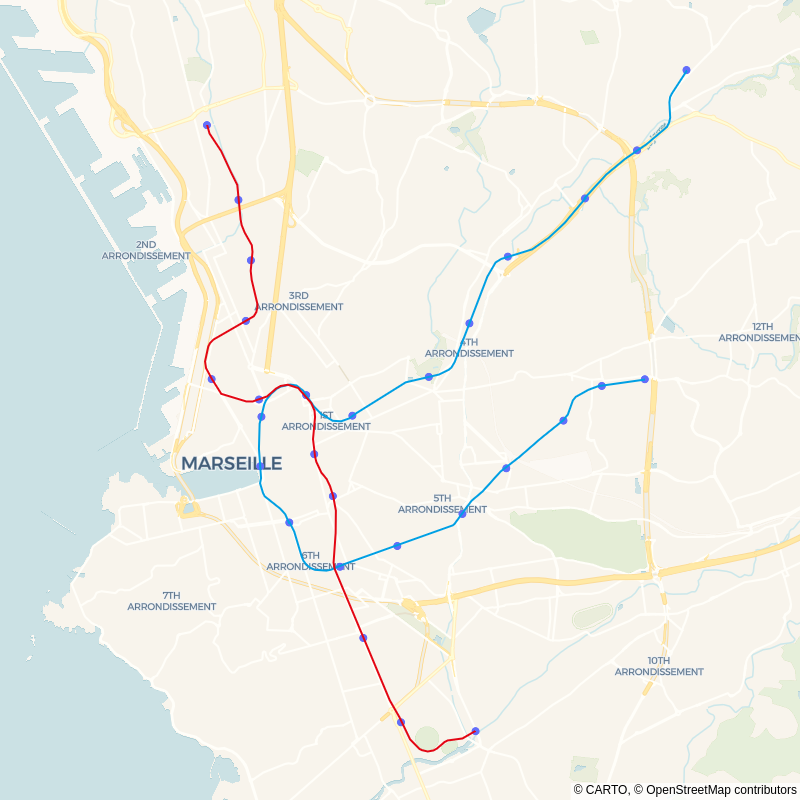 2ND
ARRONDISSEMENT
3RD
ARRONDISSEMENT
12TH
ARRONDISSEMENT
4TH
ARRONDISSEMENT
1ST
ARRONDISSEMENT
MARSEILLE
5TH
ARRONDISSEMENT
6TH
ARRONDISSEMENT
7TH
ARRONDISSEMENT
10TH
ARRONDISSEMENT
© CARTO, © OpenStreetMap contributors